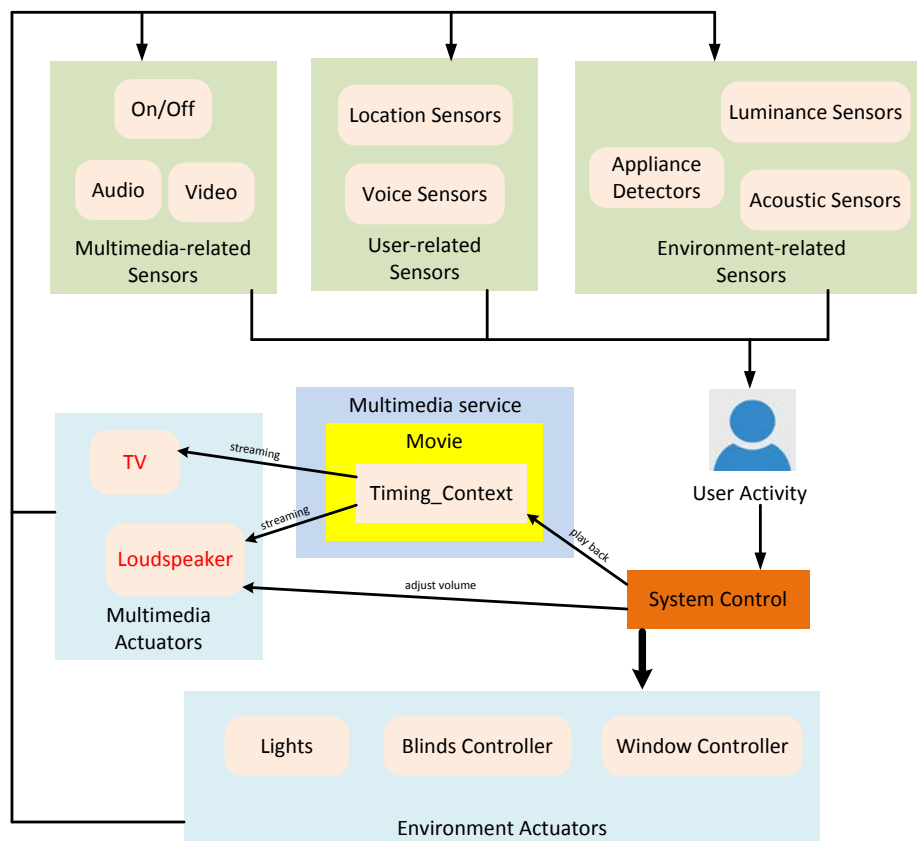 On/Off
Audio
Video
Multimedia-related
Sensors
Location Sensors
Voice Sensors
User-related
Sensors
Luminance Sensors
Appliance
Detectors
Acoustic Sensors
Environment-related
Sensors
User Activity
Multimedia service
Movie
Timing_Context
streaming
streaming
TV
Loudspeaker
Multimedia
Actuators
play back
adjust volume
System Control
Lights
Blinds Controller
Window Controller
Environment Actuators